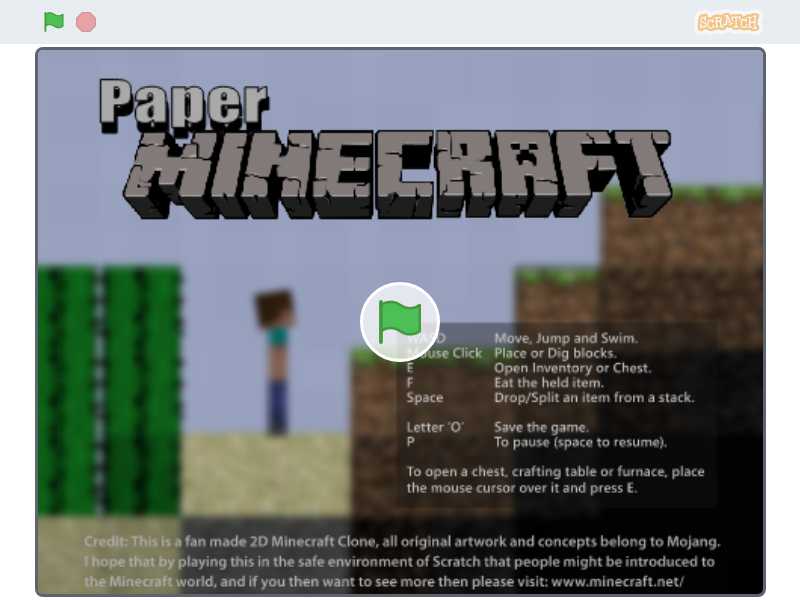 SCRATCH
Paper
MINECRAFT
WASD Move, Jump and Swim.
Mouse Click Place or Dig blocks.
E Open Inventory or Chest.
F Eat the held item.
Space Drop/Split an item from a stack.
Letter 'O' Save the game.
P To pause (space to resume).
To open a chest, crafting table or furnace, place
the mouse cursor over it and press E.
Credit: This is a fan made 2D Minecraft Clone, all original artwork and concepts belong to Mojang.
I hope that by playing this in the safe environment of Scratch that people might be introduced to
the Minecraft world, and if you then want to see more then please visit: www.minecraft.net/